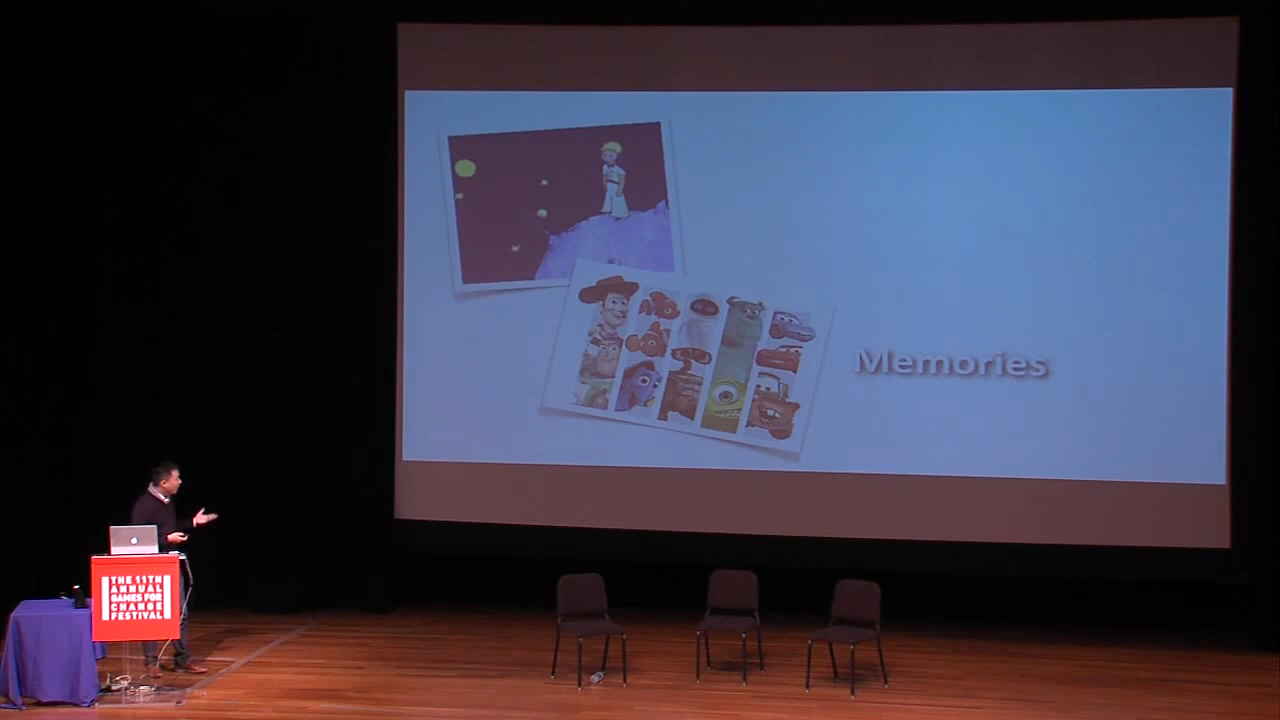 Memories
THE 11TH
ANNUAL
GAMES FOR
CHANGE
FESTIVAL